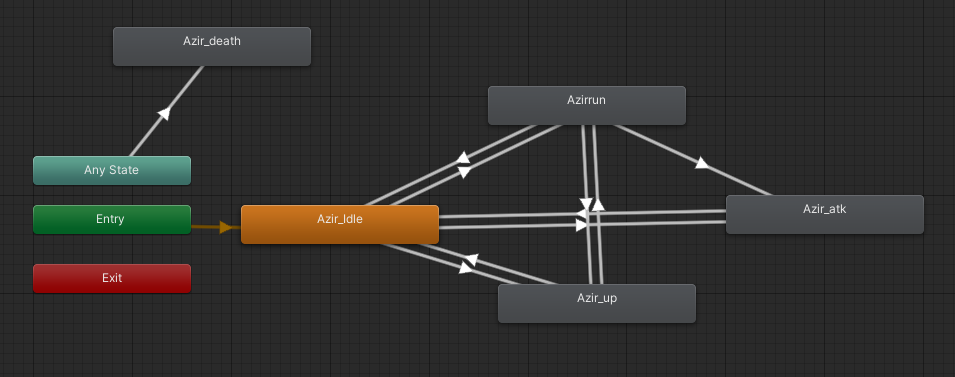 Azir_death
Azirrun
Any State
Azir_atk
Entry
Azir_Idle
Exit
Azir_up